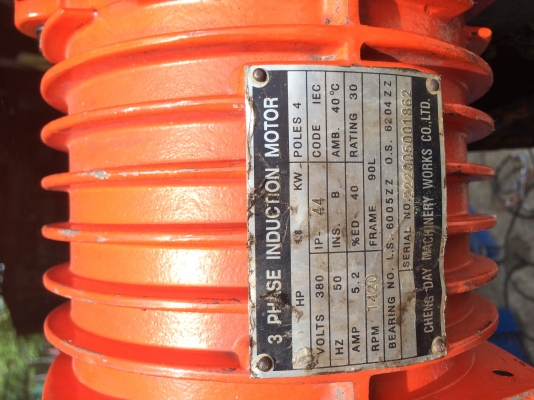 3 PHASE INDUCTION MOTOR
HP KW POLES 4
VOLTS 380 IP. 44 CODE IEC
HZ 50 INS. B AMB. 40°C
AMP 5.2 %ED 40 RATING 30
RPM 1420 FRAME 90L
BEARING NO. L.S. 6005ZZ O.S. 6204ZZ
SERIAL NO.
CHENG DAY MACHINERY WORKS CO.,LTD.